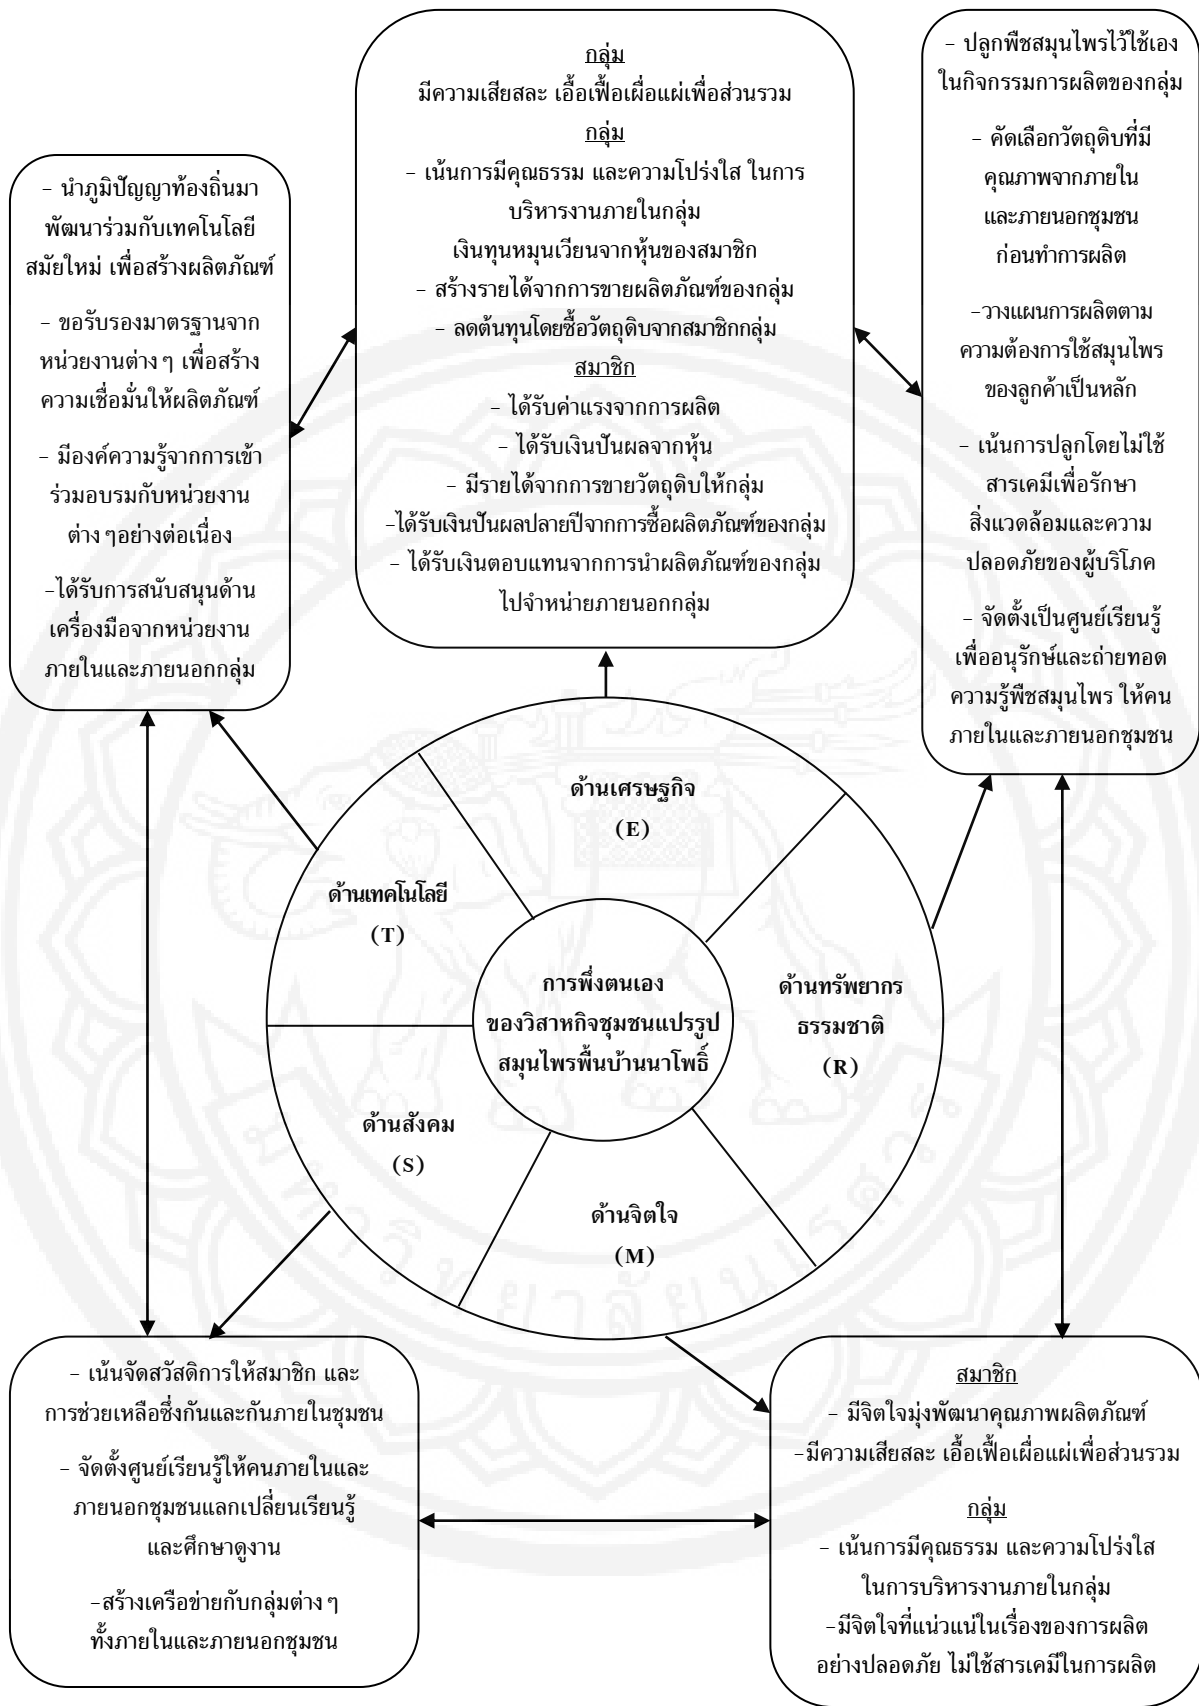 กลุ่ม
มีความเสียสละ เอื้อเฟื้อเผื่อแผ่เพื่อส่วนรวม
กลุ่ม
- เน้นการมีคุณธรรม และความโปร่งใส ในการ
บริหารงานภายในกลุ่ม
เงินทุนหมุนเวียนจากหุ้นของสมาชิก
- สร้างรายได้จากการขายผลิตภัณฑ์ของกลุ่ม
- ลดต้นทุนโดยซื้อวัตถุดิบจากสมาชิกกลุ่ม
สมาชิก
- ได้รับค่าแรงจากการผลิต
- ได้รับเงินปันผลจากหุ้น
- มีรายได้จากการขายวัตถุดิบให้กลุ่ม
-ได้รับเงินปันผลปลายปีจากการซื้อผลิตภัณฑ์ของกลุ่ม
- ได้รับเงินตอบแทนจากการนำผลิตภัณฑ์ของกลุ่ม
ไปจำหน่ายภายนอกกลุ่ม
- ปลูกพืชสมุนไพรไว้ใช้เอง
ในกิจกรรมการผลิตของกลุ่ม
- คัดเลือกวัตถุดิบที่มี
คุณภาพจากภายใน
และภายนอกชุมชน
ก่อนทำการผลิต
-วางแผนการผลิตตาม
ความต้องการใช้สมุนไพร
ของลูกค้าเป็นหลัก
- เน้นการปลูกโดยไม่ใช้
สารเคมีเพื่อรักษา
สิ่งแวดล้อมและความ
ปลอดภัยของผู้บริโภค
- จัดตั้งเป็นศูนย์เรียนรู้
เพื่ออนุรักษ์และถ่ายทอด
ความรู้พืชสมุนไพร ให้คน
ภายในและภายนอกชุมชน
- นำภูมิปัญญาท้องถิ่นมา
พัฒนาร่วมกับเทคโนโลยี
สมัยใหม่ เพื่อสร้างผลิตภัณฑ์
- ขอรับรองมาตรฐานจาก
หน่วยงานต่าง ๆ เพื่อสร้าง
ความเชื่อมั่นให้ผลิตภัณฑ์
- มีองค์ความรู้จากการเข้า
ร่วมอบรมกับหน่วยงาน
ต่าง ๆอย่างต่อเนื่อง
-ได้รับการสนับสนุนด้าน
เครื่องมือจากหน่วยงาน
ภายในและภายนอกกลุ่ม
ด้านเศรษฐกิจ
(E)
ด้านเทคโนโลยี
(T)
การพึ่งตนเอง
ของวิสาหกิจชุมชนแปรรูป
สมุนไพรพื้นบ้านนาโพธิ์
ด้านทรัพยากร
ธรรมชาติ
(R)
ด้านสังคม
(S)
ด้านจิตใจ
(M)
มหาวิทยาลัยนเรศวร
- เน้นจัดสวัสดิการให้สมาชิก และ
การช่วยเหลือซึ่งกันและกันภายในชุมชน
- จัดตั้งศูนย์เรียนรู้ให้คนภายในและ
ภายนอกชุมชนแลกเปลี่ยนเรียนรู้
และศึกษาดูงาน
-สร้างเครือข่ายกับกลุ่มต่าง ๆ
ทั้งภายในและภายนอกชุมชน
สมาชิก
- มีจิตใจมุ่งพัฒนาคุณภาพผลิตภัณฑ์
-มีความเสียสละ เอื้อเฟื้อเผื่อแผ่เพื่อส่วนรวม
กลุ่ม
- เน้นการมีคุณธรรม และความโปร่งใส
ในการบริหารงานภายในกลุ่ม
-มีจิตใจที่แน่วแน่ในเรื่องของการผลิต
อย่างปลอดภัย ไม่ใช้สารเคมีในการผลิต